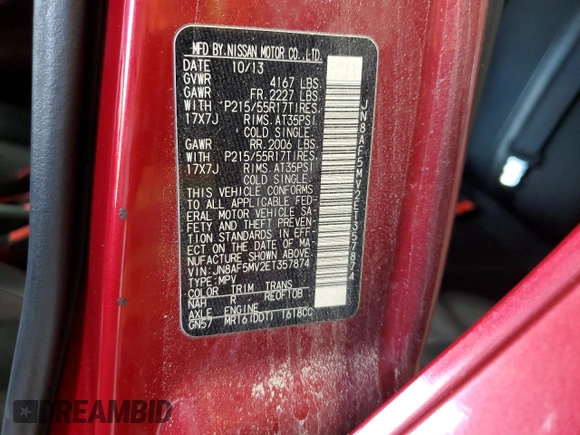 MFD BY. NISSAN MOTOR CO.,LTD.
DATE 10/13
GVWR 4167 LBS
GAWR FR. 2227 LBS.
WITH P215/55R17TIRES.
17X7J RIMS. AT35PSI
COLD SINGLE.
GAWR RR. 2006 LBS.
WITH P215/55R17TIRES.
17X7J RIMS. AT35PSI
COLD SINGLE.
THIS VEHICLE CONFORMS
TO ALL APPLICABLE FED-
ERAL MOTOR VEHICLE SA-
FETY AND THEFT PREVEN-
TION STANDARDS IN EFF-
ECT ON THE DATE OF MA-
NUFACTURE SHOWN ABOVE.
VIN: JN8AF5MV2ET357874
TYPE: MPV
COLOR TRIM TRANS
NAH R RE0F10B
AXLE ENGINE
GN57 MR16(DDT) 1618CC
JN8AF5MV2ET357874
DREAMBID